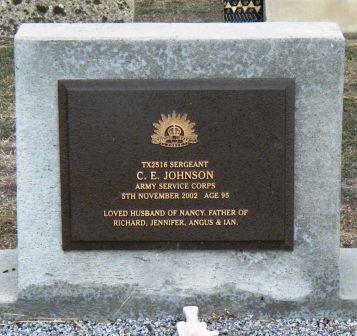 TX2516 SERGEANT
C. E. JOHNSON
ARMY SERVICE CORPS
5TH NOVEMBER 2002 AGE 95
LOVED HUSBAND OF NANCY. FATHER OF
RICHARD, JENNIFER, ANGUS & IAN.